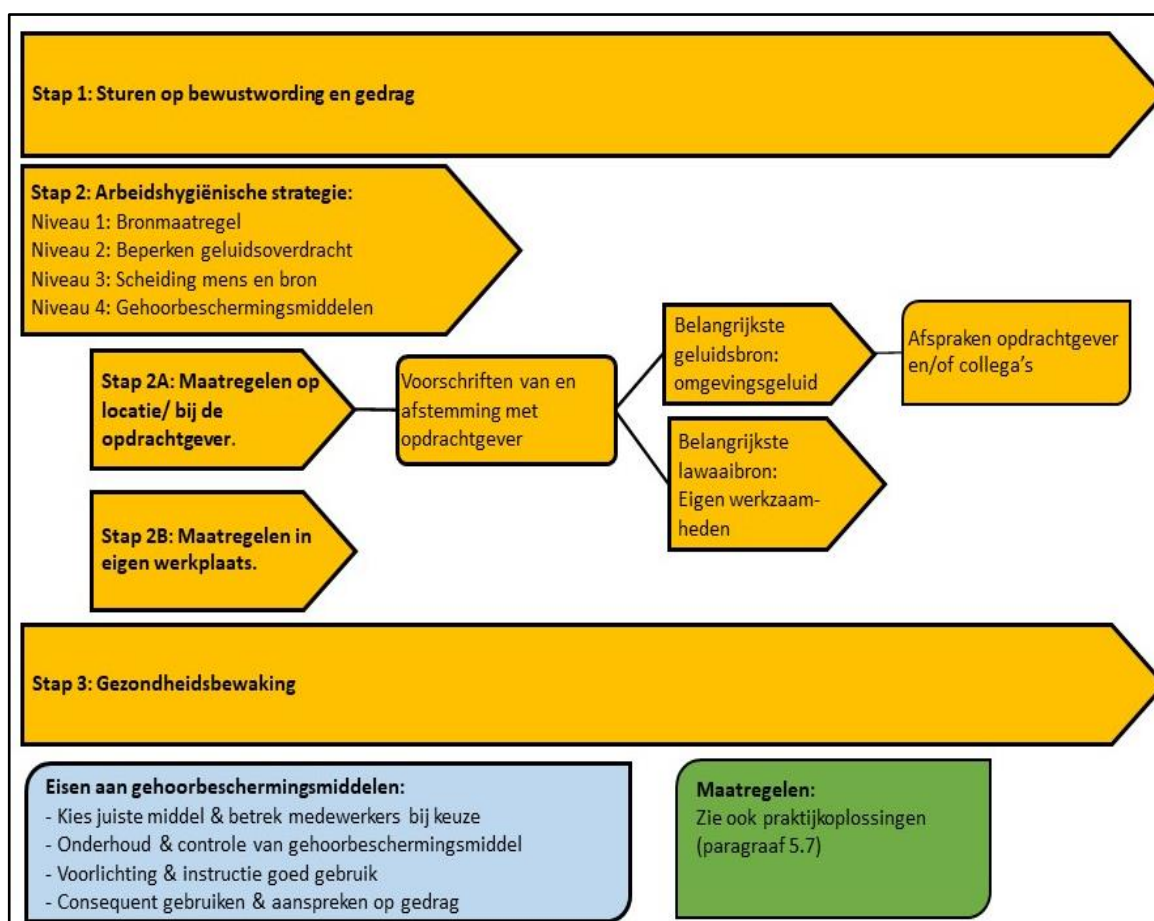 Stap 1: Sturen op bewustwording en gedrag
Stap 2: Arbeidshygiënische strategie:
Niveau 1: Bronmaatregel
Niveau 2: Beperken geluidsoverdracht
Niveau 3: Scheiding mens en bron
Niveau 4: Gehoorbeschermingsmiddelen
Stap 2A: Maatregelen op
locatie/ bij de
opdrachtgever.
Voorschriften van en
afstemming met
opdrachtgever
Belangrijkste
geluidsbron:
omgevingsgeluid
Afspraken opdrachtgever
en/of collega's
Belangrijkste
lawaaibron:
Eigen werkzaam-
heden
Stap 2B: Maatregelen in
eigen werkplaats.
Stap 3: Gezondheidsbewaking
Eisen aan gehoorbeschermingsmiddelen:
- Kies juiste middel & betrek medewerkers bij keuze
- Onderhoud & controle van gehoorbeschermingsmiddel
- Voorlichting & instructie goed gebruik
- Consequent gebruiken & aanspreken op gedrag
Maatregelen:
Zie ook praktijkoplossingen
(paragraaf 5.7)